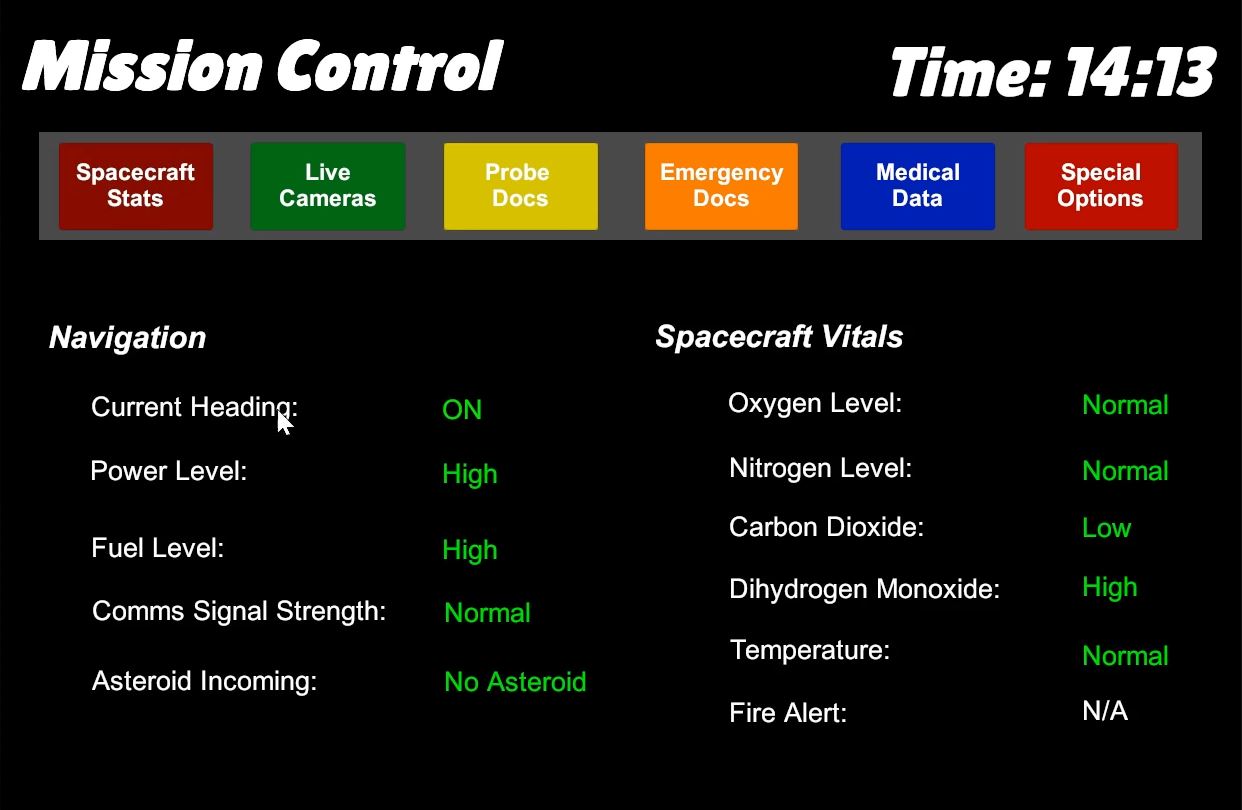 Mission Control
Time: 14:13
Spacecraft
Stats
Live
Cameras
Probe
Docs
Emergency
Docs
Medical
Data
Special
Options
Navigation
Current Heading: ON
Power Level: High
Fuel Level: High
Comms Signal Strength: Normal
Asteroid Incoming: No Asteroid
Spacecraft Vitals
Oxygen Level: Normal
Nitrogen Level: Normal
Carbon Dioxide: Low
Dihydrogen Monoxide: High
Temperature: Normal
Fire Alert: N/A